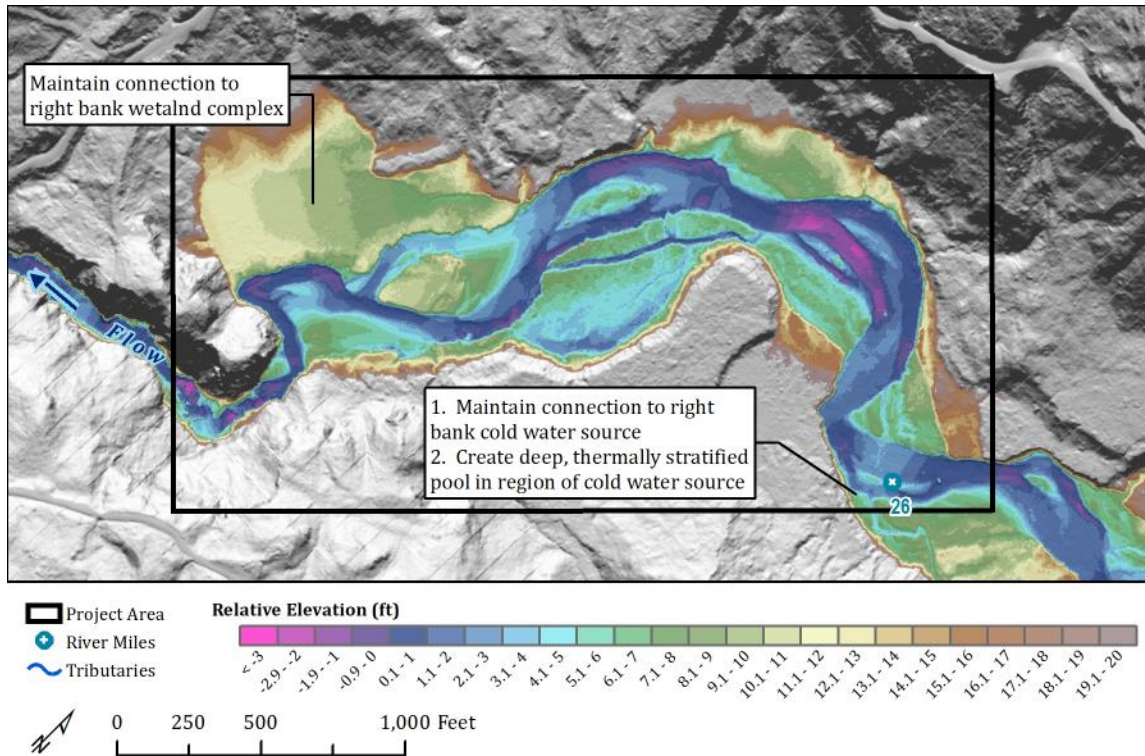 Maintain connection to
right bank wetalnd complex
Flow
1. Maintain connection to right
bank cold water source
2. Create deep, thermally stratified
pool in region of cold water source
26
Project Area
River Miles
Tributaries
Relative Elevation (ft)
< -3
-2.9 - -2
-1.9 - -1
-0.9 - 0
0.1 - 1
1.1 - 2
2.1 - 3
3.1 - 4
4.1 - 5
5.1 - 6
6.1 - 7
7.1 - 8
8.1 - 9
9.1 - 10
10.1 - 11
11.1 - 12
12.1 - 13
13.1 - 14
14.1 - 15
15.1 - 16
16.1 - 17
17.1 - 18
18.1 - 19
19.1 - 20
N
0 250 500 1,000 Feet